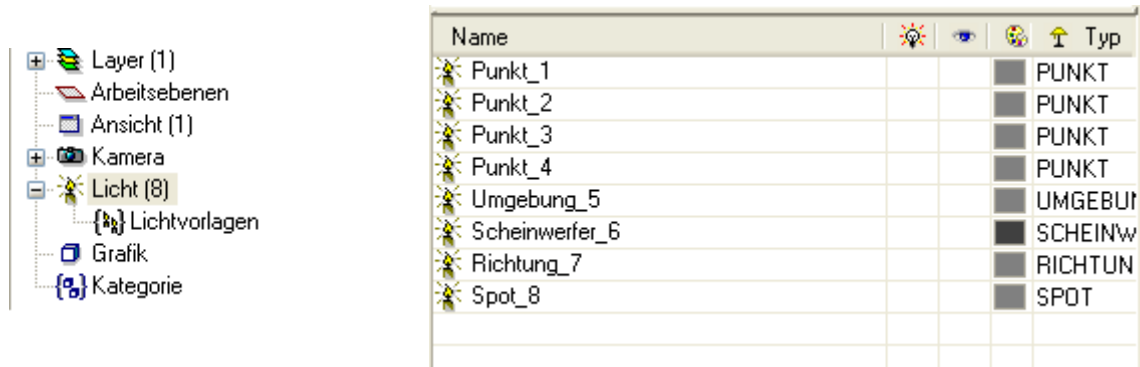 Layer (1)
Arbeitsebenen
Ansicht (1)
Kamera
Licht (8)
Lichtvorlagen
Grafik
Kategorie
Name Typ
Punkt_1 PUNKT
Punkt_2 PUNKT
Punkt_3 PUNKT
Punkt_4 PUNKT
Umgebung_5 UMGEBUN
Scheinwerfer_6 SCHEINW
Richtung_7 RICHTUN
Spot_8 SPOT